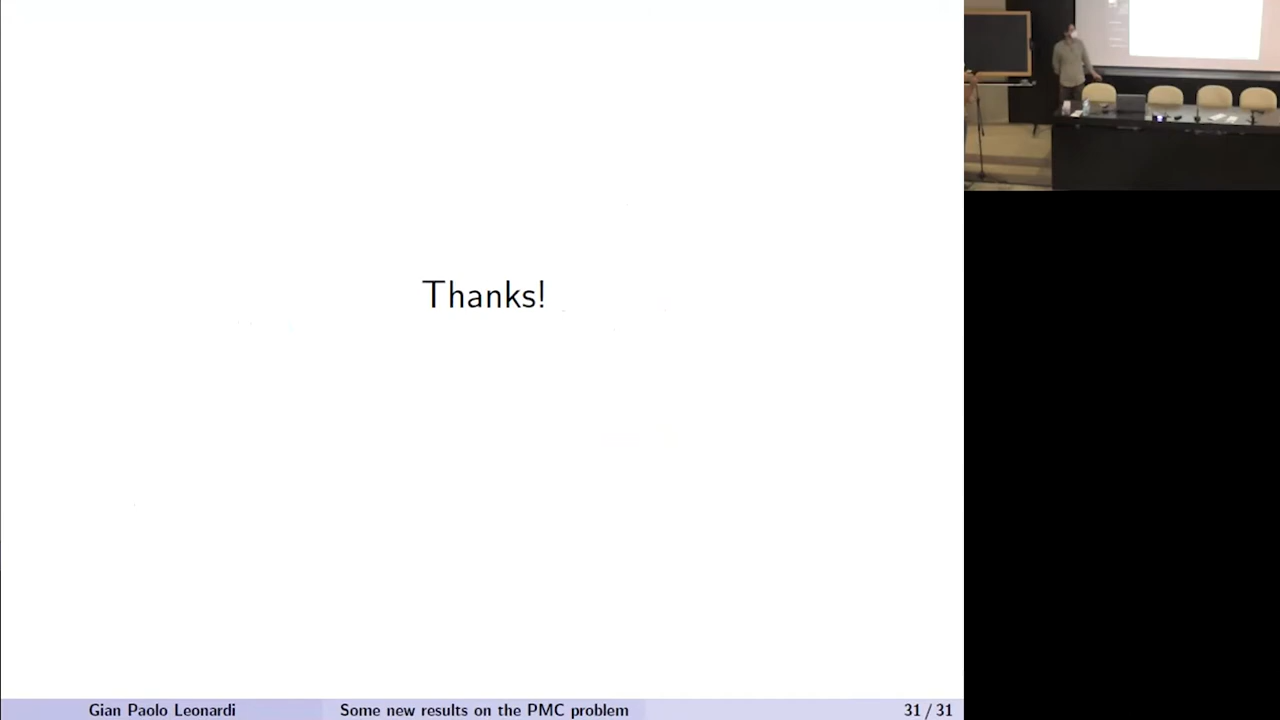 Thanks!
Gian Paolo Leonardi
Some new results on the PMC problem
31 / 31